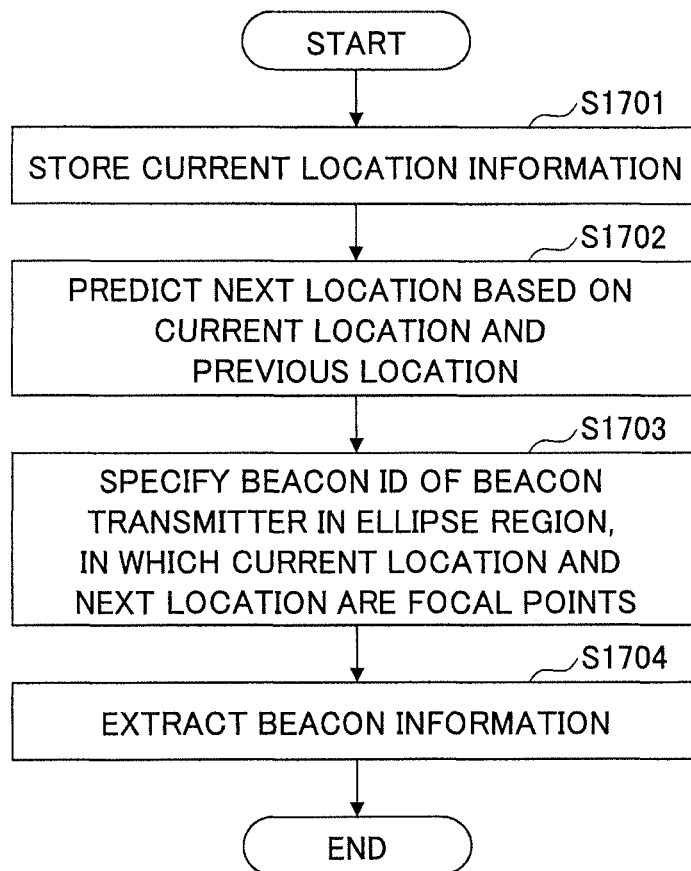 START
S1701
STORE CURRENT LOCATION INFORMATION
S1702
PREDICT NEXT LOCATION BASED ON
CURRENT LOCATION AND
PREVIOUS LOCATION
S1703
SPECIFY BEACON ID OF BEACON
TRANSMITTER IN ELLIPSE REGION,
IN WHICH CURRENT LOCATION AND
NEXT LOCATION ARE FOCAL POINTS
S1704
EXTRACT BEACON INFORMATION
END